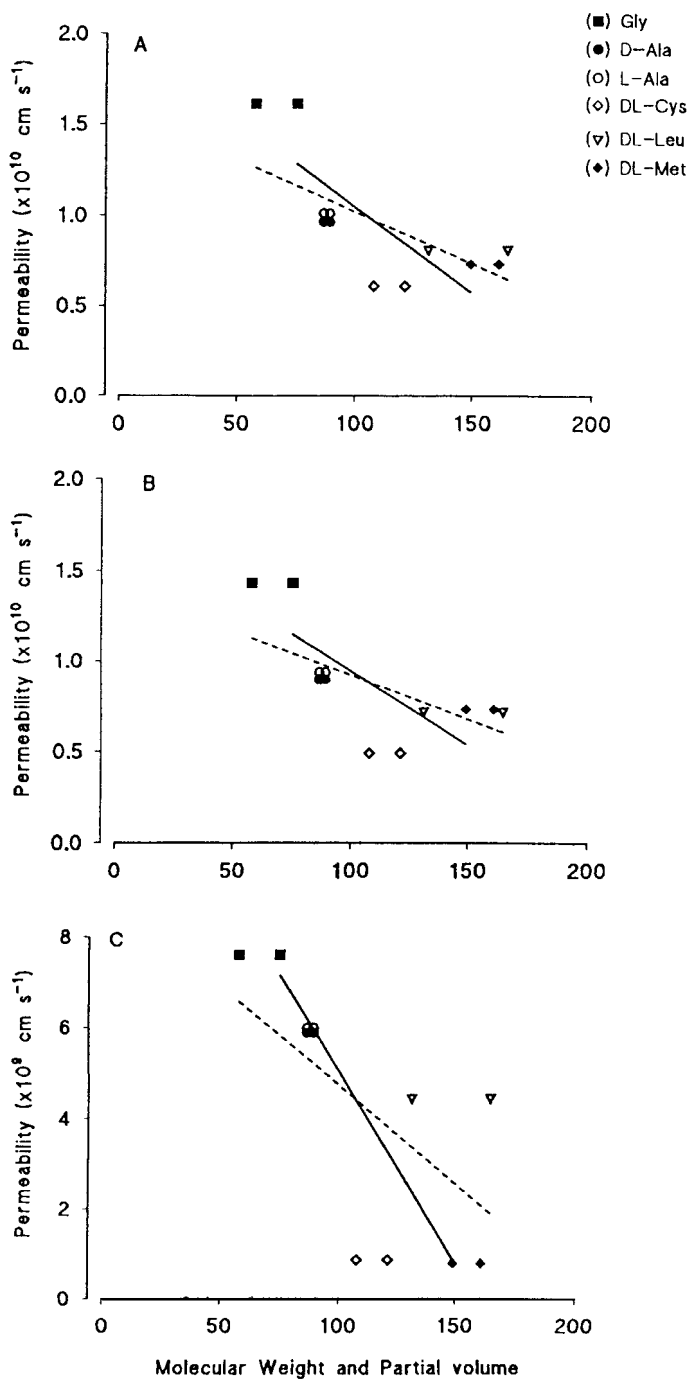 (■) Gly
(●) D-Ala
(○) L-Ala
(◇) DL-Cys
(▽) DL-Leu
(◆) DL-Met
A
Permeability (x10¹⁰ cm s⁻¹)
2.0
1.5
1.0
0.5
0.0
0 50 100 150 200
B
Permeability (x10¹⁰ cm s⁻¹)
2.0
1.5
1.0
0.5
0.0
0 50 100 150 200
C
Permeability (x10⁹ cm s⁻¹)
8
6
4
2
0
0 50 100 150 200
Molecular Weight and Partial volume